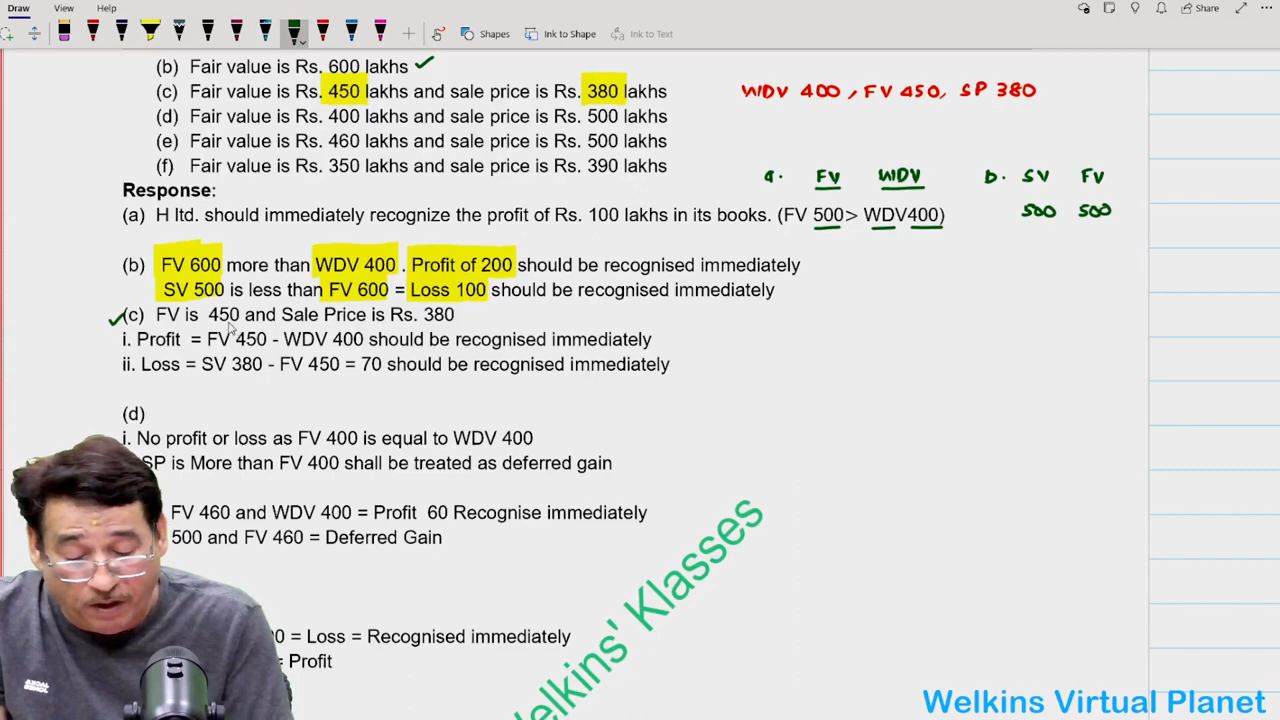 Draw View Help Share
Shapes Ink to Shape Ink to Text
(b) Fair value is Rs. 600 lakhs
(c) Fair value is Rs. 450 lakhs and sale price is Rs. 380 lakhs
WDV 400, FV 450, SP 380
(d) Fair value is Rs. 400 lakhs and sale price is Rs. 500 lakhs
(e) Fair value is Rs. 460 lakhs and sale price is Rs. 500 lakhs
(f) Fair value is Rs. 350 lakhs and sale price is Rs. 390 lakhs
a. FV WDV b. SV FV
Response:
500 500
(a) H ltd. should immediately recognize the profit of Rs. 100 lakhs in its books. (FV 500> WDV400)
(b) FV 600 more than WDV 400 . Profit of 200 should be recognised immediately
SV 500 is less than FV 600 = Loss 100 should be recognised immediately
(c) FV is 450 and Sale Price is Rs. 380
i. Profit = FV 450 - WDV 400 should be recognised immediately
ii. Loss = SV 380 - FV 450 = 70 should be recognised immediately
(d)
i. No profit or loss as FV 400 is equal to WDV 400
SP is More than FV 400 shall be treated as deferred gain
FV 460 and WDV 400 = Profit 60 Recognise immediately
500 and FV 460 = Deferred Gain
= Loss = Recognised immediately
= Profit
Klasses
Welkins Virtual Planet